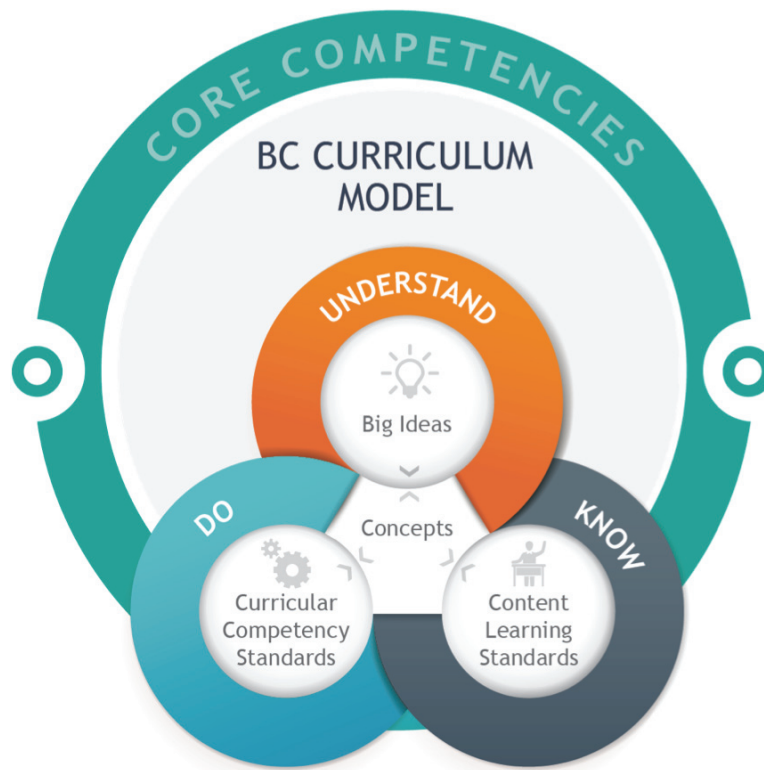 CORE COMPETENCIES
BC CURRICULUM
MODEL
UNDERSTAND
Big Ideas
Concepts
DO
Curricular
Competency
Standards
KNOW
Content
Learning
Standards